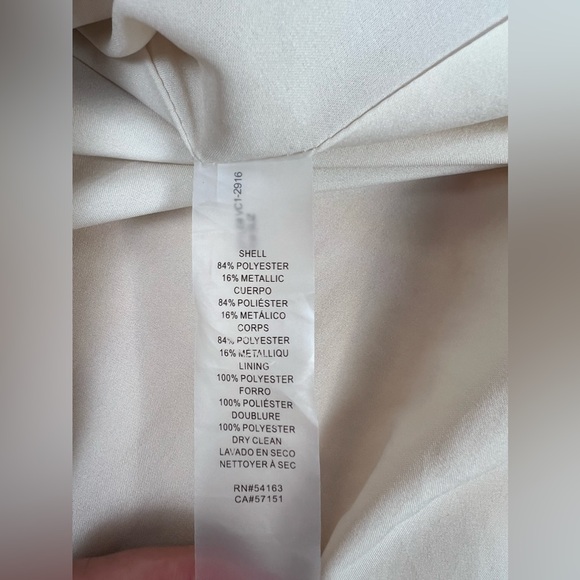 VC1-2916
SHELL
84% POLYESTER
16% METALLIC
CUERPO
84% POLIÉSTER
16% METÁLICO
CORPS
84% POLYESTER
16% METALLIQU
LINING
100% POLYESTER
FORRO
100% POLIÉSTER
DOUBLURE
100% POLYESTER
DRY CLEAN
LAVADO EN SECO
NETTOYER À SEC
RN#54163
CA#57151